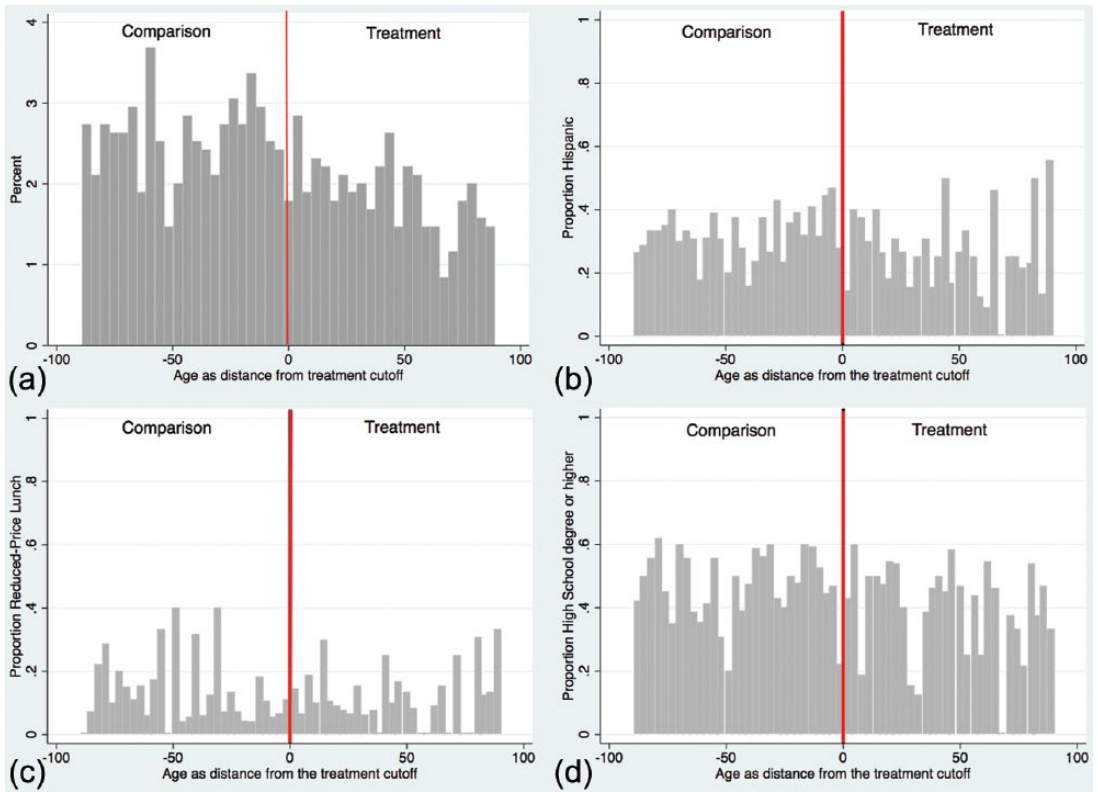 Comparison Treatment
Percent
4
3
2
1
0
-100 -50 0 50 100
Age as distance from treatment cutoff
(a)
Comparison Treatment
Proportion Hispanic
1
.8
.6
.4
.2
0
-100 -50 0 50 100
Age as distance from the treatment cutoff
(b)
Comparison Treatment
Proportion Reduced-Price Lunch
1
.8
.6
.4
.2
0
-100 -50 0 50 100
Age as distance from the treatment cutoff
(c)
Comparison Treatment
Proportion High School degree or higher
1
.8
.6
.4
.2
0
-100 -50 0 50 100
Age as distance from the treatment cutoff
(d)